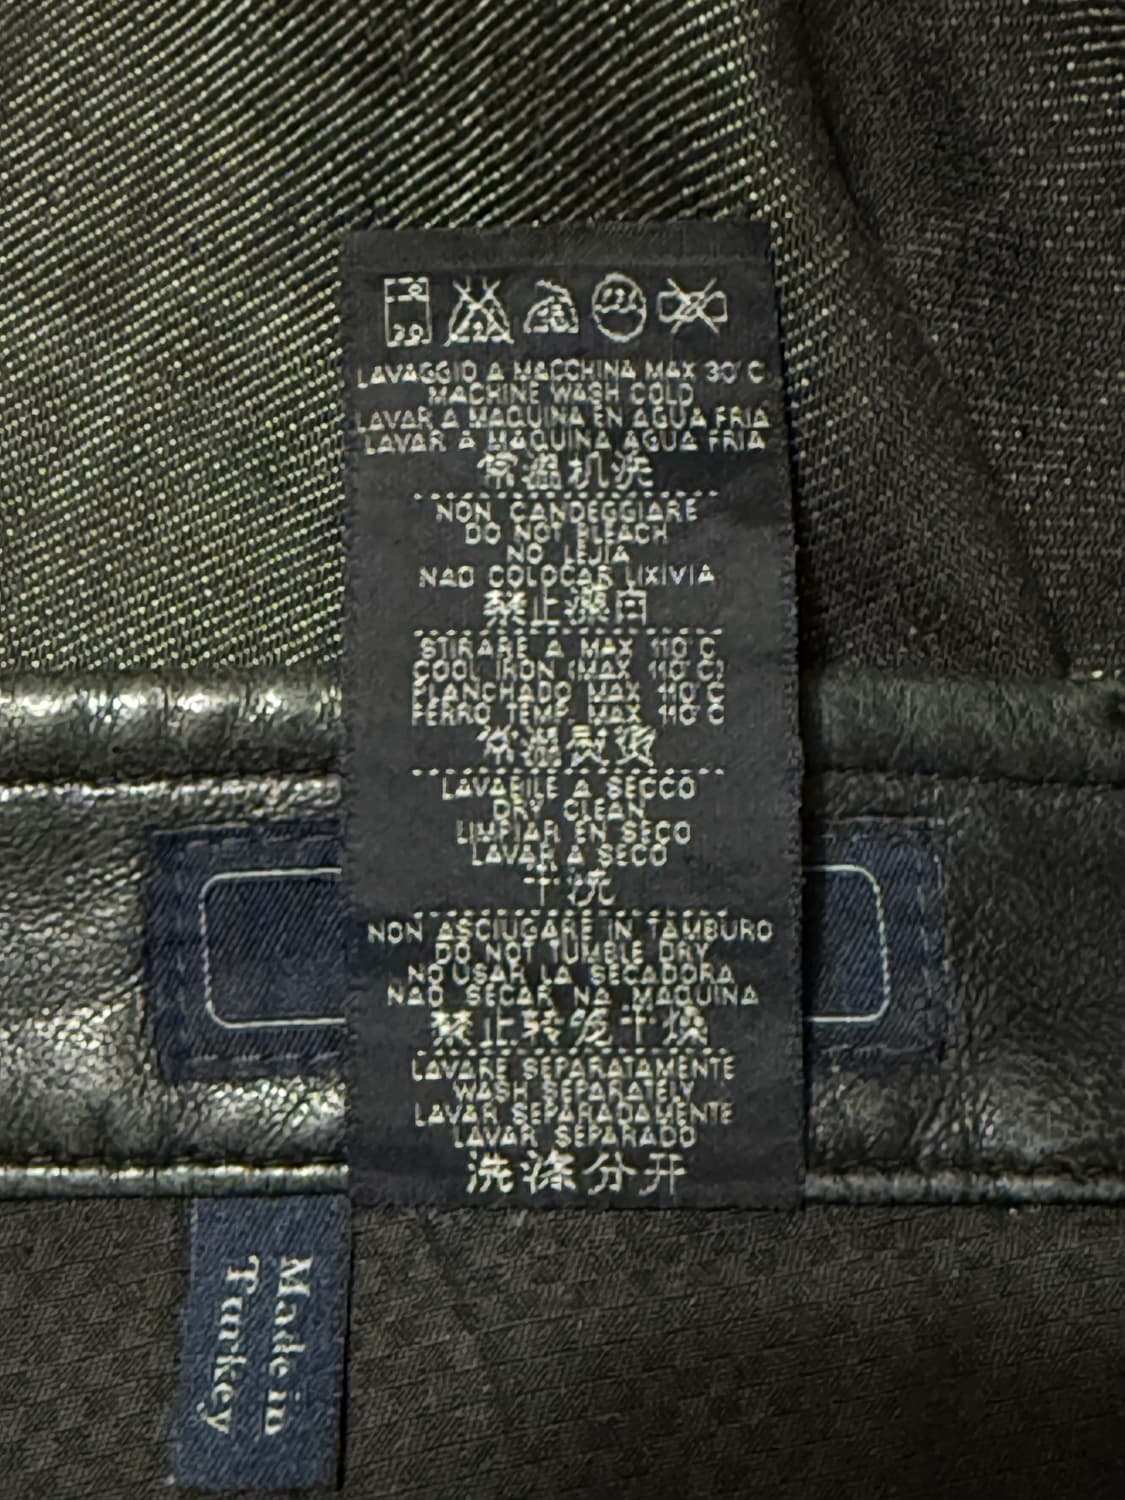 30
LAVAGGIO A MACCHINA MAX 30°C
MACHINE WASH COLD
LAVAR A MAQUINA EN AGUA FRIA
LAVAR A MAQUINA AGUA FRIA
常温机洗
NON CANDEGGIARE
DO NOT BLEACH
NO LEJIA
NAO COLOCAR LIXIVIA
禁止漂白
STIRARE A MAX 110°C
COOL IRON (MAX 110°C)
PLANCHADO MAX 110°C
FERRO TEMP. MAX 110°C
常温熨烫
LAVABILE A SECCO
DRY CLEAN
LIMPIAR EN SECO
LAVAR A SECO
干洗
NON ASCIUGARE IN TAMBURO
DO NOT TUMBLE DRY
NO USAR LA SECADORA
NAO SECAR NA MAQUINA
禁止转笼干燥
LAVARE SEPARATAMENTE
WASH SEPARATELY
LAVAR SEPARADAMENTE
LAVAR SEPARADO
洗涤分开
Made in
Turkey